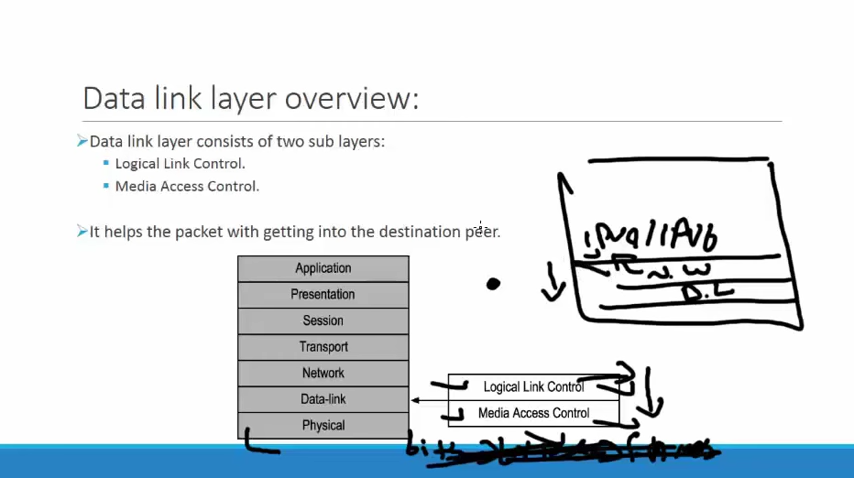 Data link layer overview:
➢Data link layer consists of two sub layers:
▪ Logical Link Control.
▪ Media Access Control.
➢It helps the packet with getting into the destination peer.
Application
Presentation
Session
Transport
Network
Data-link
Physical
Logical Link Control
Media Access Control
N.W
D.L
bits